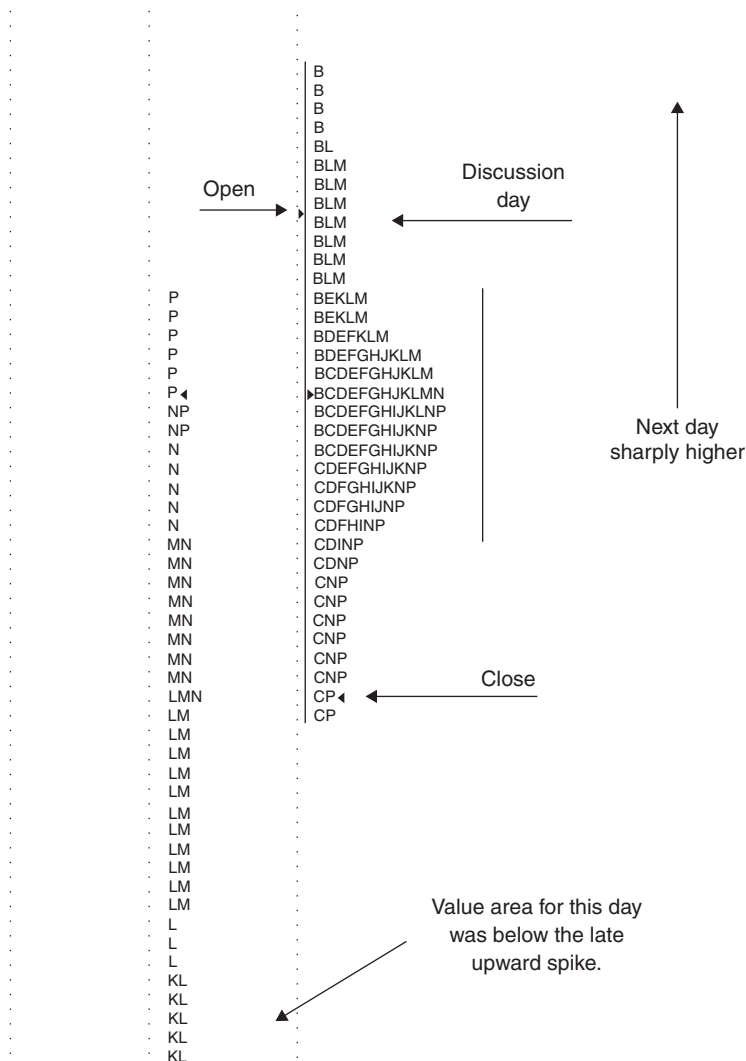 B
B
B
B
BL
BLM
BLM
BLM
BLM
BLM
BLM
BLM
BEKLM
BEKLM
BDEFKLM
BDEFGHJKLM
BCDEFGHJKLM
BCDEFGHJKLMN
BCDEFGHIJKLNP
BCDEFGHIJKNP
BCDEFGHIJKNP
CDEFGHIJKNP
CDFGHIJKNP
CDFGHIJNP
CDFHINP
CDINP
CDNP
CNP
CNP
CNP
CNP
CNP
CNP
CP
CP
Open
Discussion
day
Next day
sharply higher
Close
P
P
P
P
P
P
NP
NP
N
N
N
N
N
MN
MN
MN
MN
MN
MN
MN
MN
LMN
LM
LM
LM
LM
LM
LM
LM
LM
LM
LM
LM
L
L
L
KL
KL
KL
KL
KL
Value area for this day
was below the late
upward spike.